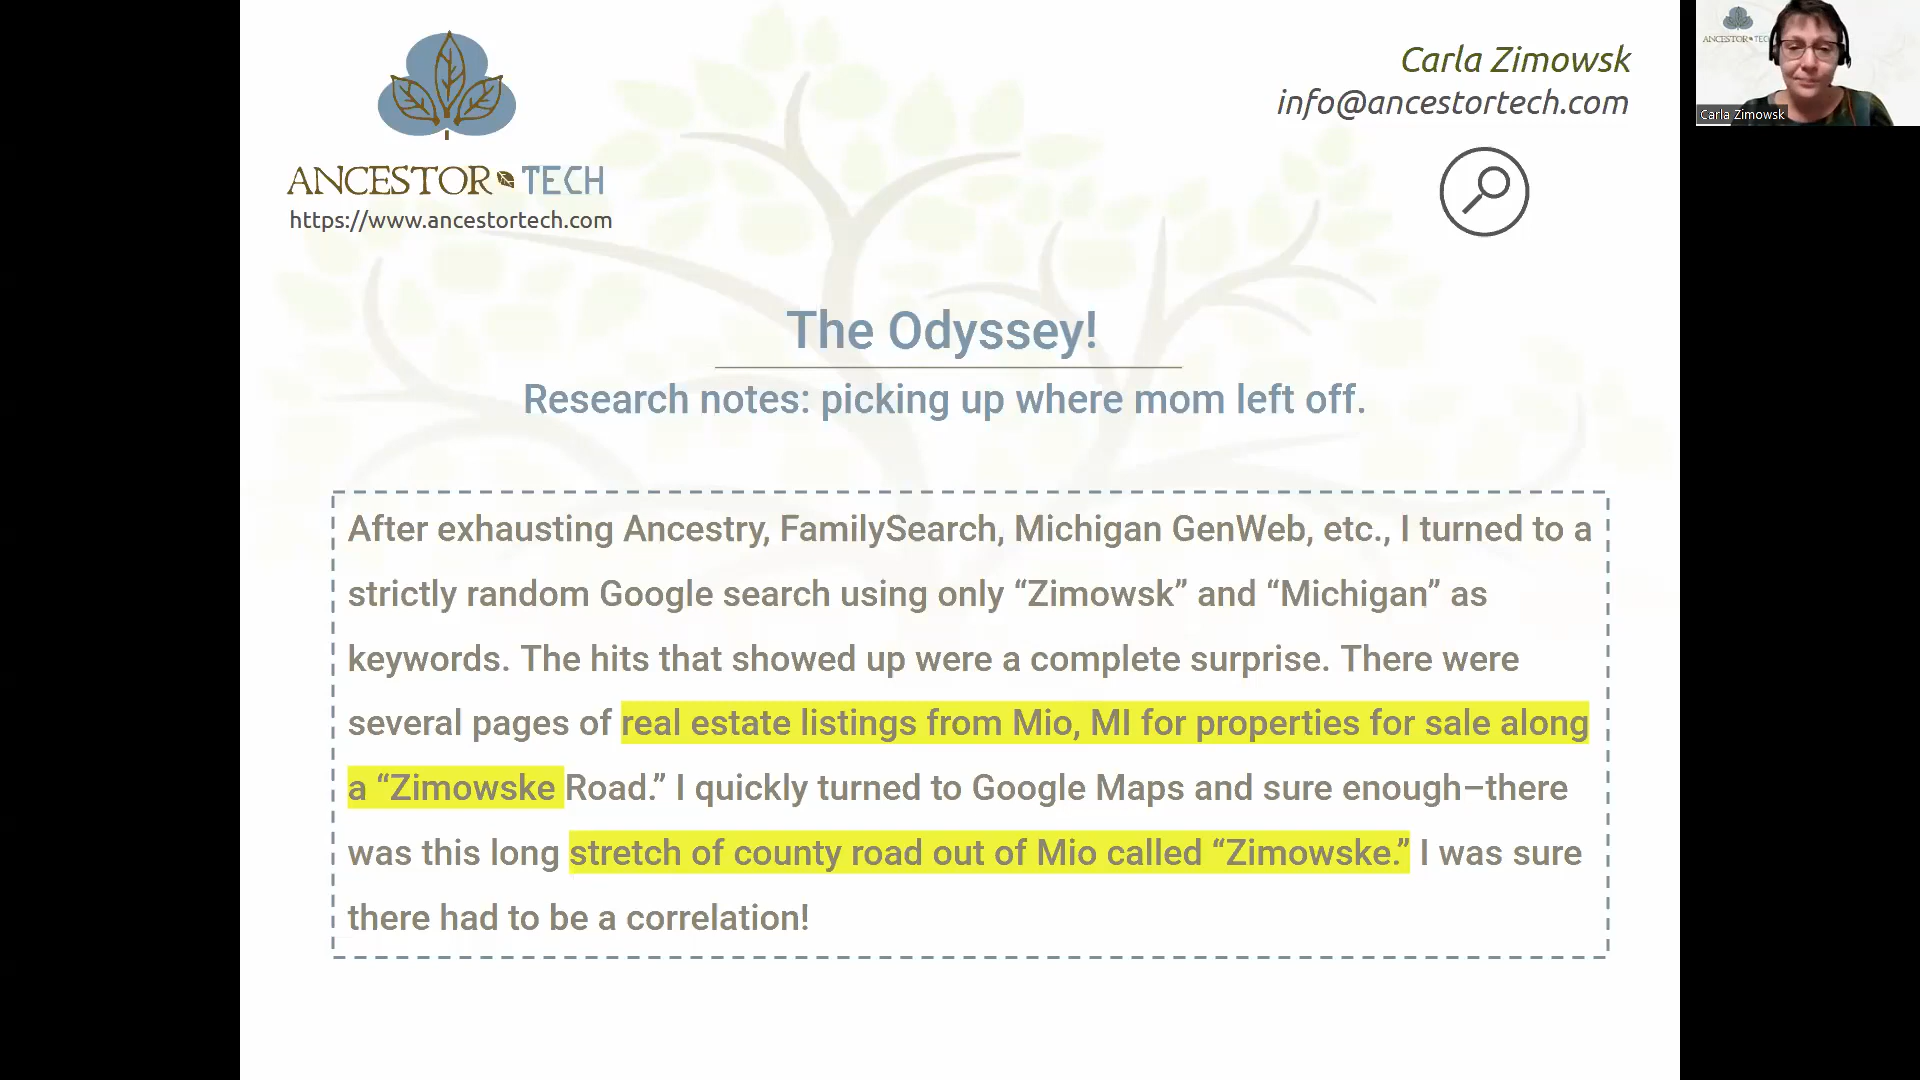 ANCESTOR TECH
https://www.ancestortech.com
Carla Zimowsk
info@ancestortech.com
ANCESTOR TEC
Carla Zimowsk
The Odyssey!
Research notes: picking up where mom left off.
After exhausting Ancestry, FamilySearch, Michigan GenWeb, etc., I turned to a
strictly random Google search using only “Zimowsk” and “Michigan” as
keywords. The hits that showed up were a complete surprise. There were
several pages of real estate listings from Mio, MI for properties for sale along
a “Zimowske Road.” I quickly turned to Google Maps and sure enough–there
was this long stretch of county road out of Mio called “Zimowske.” I was sure
there had to be a correlation!